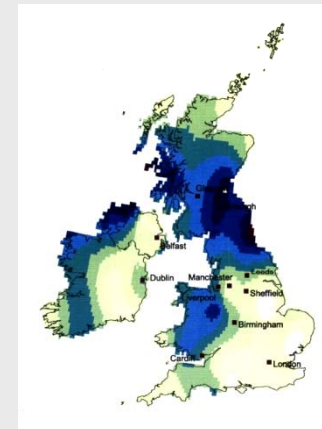 Belfast
Leeds
Dublin
Manchester
Liverpool
Sheffield
Birmingham
Cardiff
London